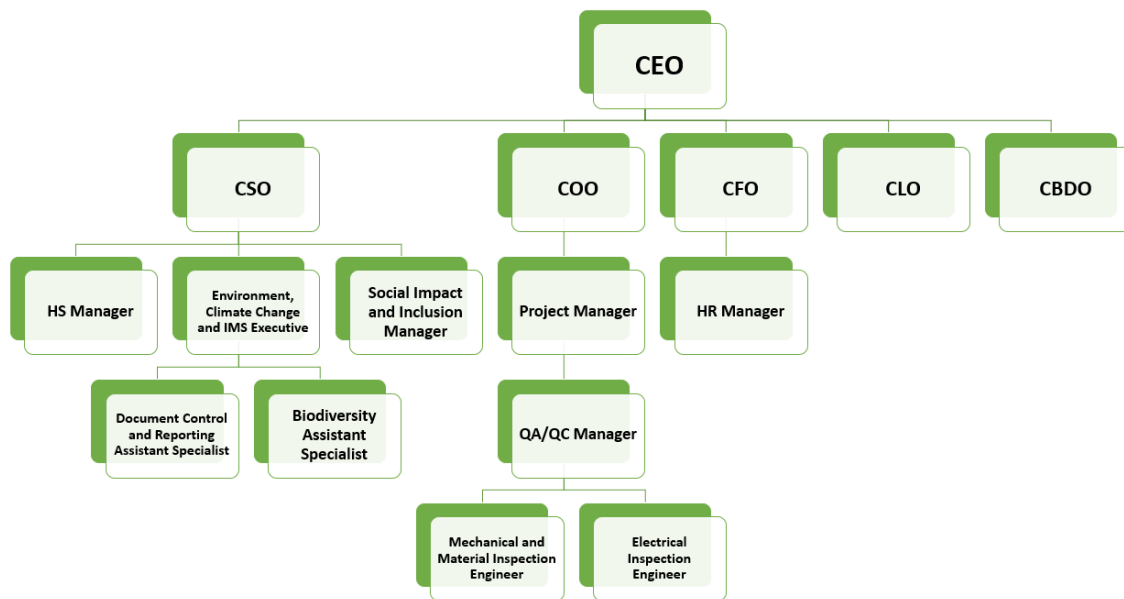 CEO
CSO
COO
CFO
CLO
CBDO
HS Manager
Environment,
Climate Change
and IMS Executive
Social Impact
and Inclusion
Manager
Project Manager
HR Manager
Document Control
and Reporting
Assistant Specialist
Biodiversity
Assistant
Specialist
QA/QC Manager
Mechanical and
Material Inspection
Engineer
Electrical
Inspection
Engineer